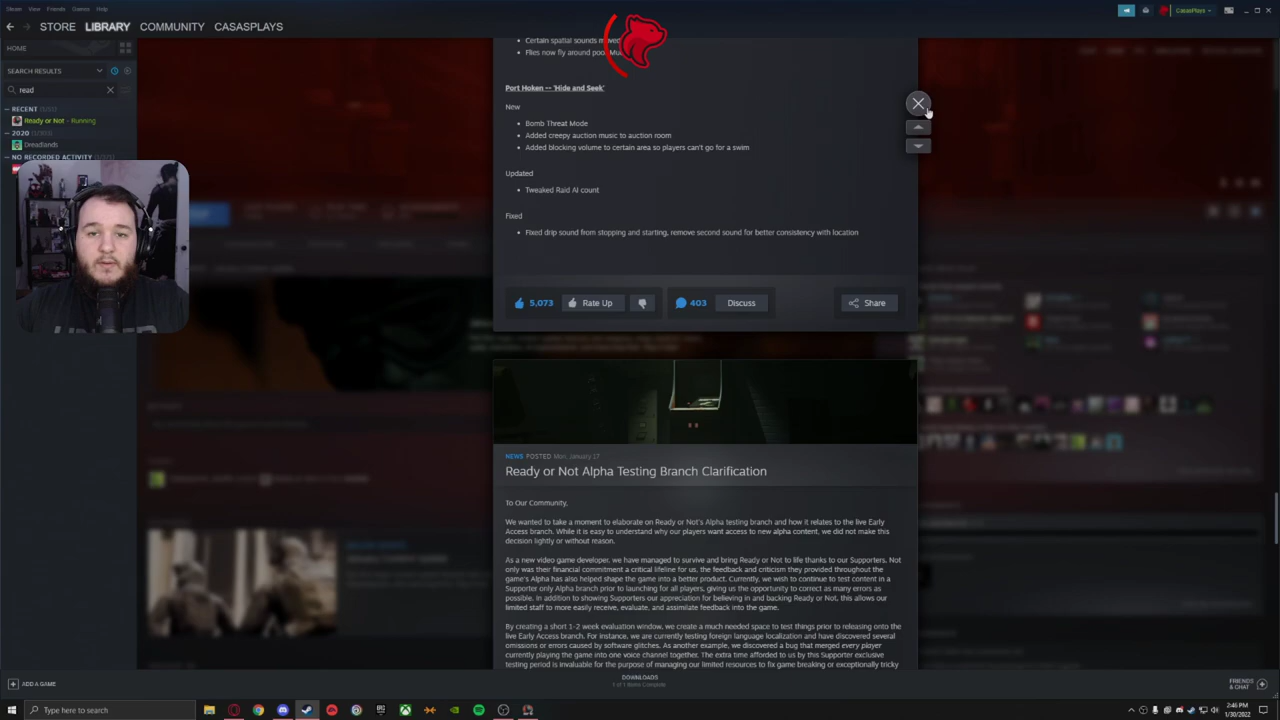 Steam View Friends Games Help
CasasPlays
STORE LIBRARY COMMUNITY CASASPLAYS
HOME
SEARCH RESULTS
read
RECENT
Ready or Not - Running
2020
Dreadlands
NO RECORDED ACTIVITY
Certain spatial sounds
Port Hoken -- 'Hide and Seek'
New
Bomb Threat Mode
Added creepy auction music to auction room
Added blocking volume to certain area so players can't go for a swim
Updated
Tweaked Raid AI count
Fixed
Fixed drip sound from stopping and starting, remove second sound for better consistency with location
5,073 Rate Up 403 Discuss Share
NEWS POSTED Mon, January 17
Ready or Not Alpha Testing Branch Clarification
To Our Community,
We wanted to take a moment to elaborate on Ready or Not's Alpha testing branch and how it relates to the live Early
Access branch. While it is easy to understand why our players want access to new alpha content, we did not make this
decision lightly or without reason.
As a new video game developer, we have managed to survive and bring Ready or Not to life thanks to our Supporters. Not
only was their financial commitment a critical lifeline for us, the feedback and criticism they provided throughout the
game's Alpha has also helped shape the game into a better product. Currently, we wish to continue to test content in a
Supporter only Alpha branch prior to launching for all players, giving us the opportunity to correct as many errors as
possible. In addition to showing Supporters our appreciation for believing in and backing Ready or Not, this allows our
limited staff to more easily receive, evaluate, and assimilate feedback into the game.
By creating a short 1-2 week evaluation window, we create a much needed space to test things prior to releasing onto the
live Early Access branch. For instance, we are currently testing foreign language localization and have discovered several
omissions or errors caused by software glitches. As another example, we discovered a bug that merged every player
currently playing the game into one voice channel together. The extra time afforded to us by this Supporter exclusive
testing period is invaluable for the purpose of managing our limited resources to fix game breaking or exceptionally tricky
ADD A GAME
DOWNLOADS
1 of 1 Items Complete
FRIENDS
& CHAT
Type here to search
2:46 PM
1/30/2022